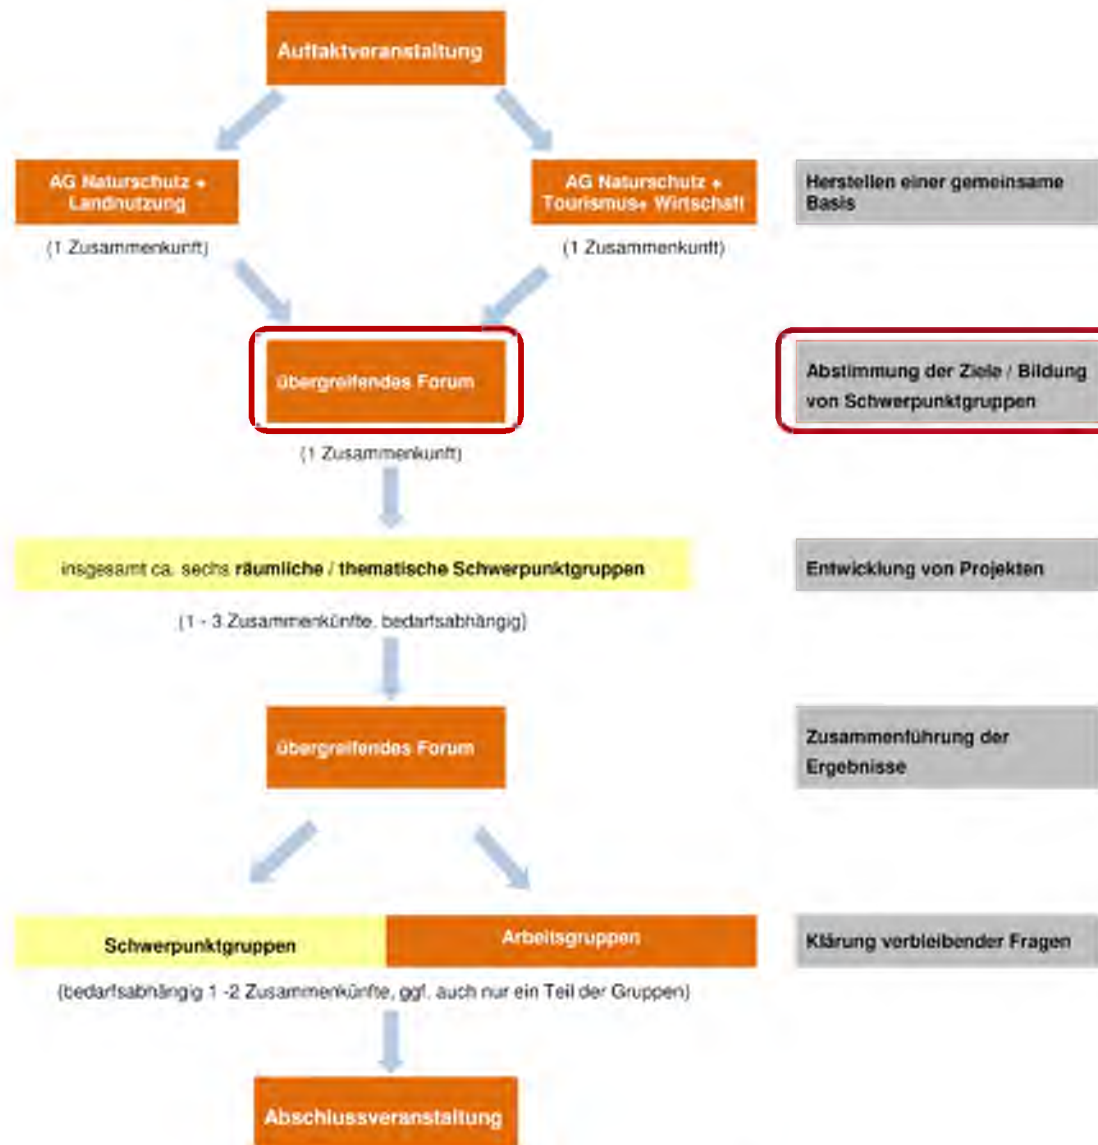 Auftaktveranstaltung
AG Naturschutz +
Landnutzung
AG Naturschutz +
Tourismus+ Wirtschaft
Herstellen einer gemeinsame
Basis
(1 Zusammenkunft)
(1 Zusammenkunft)
übergreifendes Forum
Abstimmung der Ziele / Bildung
von Schwerpunktgruppen
(1 Zusammenkunft)
insgesamt ca. sechs räumliche / thematische Schwerpunktgruppen
Entwicklung von Projekten
(1 - 3 Zusammenkünfte, bedarfsabhängig)
übergreifendes Forum
Zusammenführung der
Ergebnisse
Schwerpunktgruppen
Arbeitsgruppen
Klärung verbleibender Fragen
(bedarfsabhängig 1 -2 Zusammenkünfte, ggf. auch nur ein Teil der Gruppen)
Abschlussveranstaltung